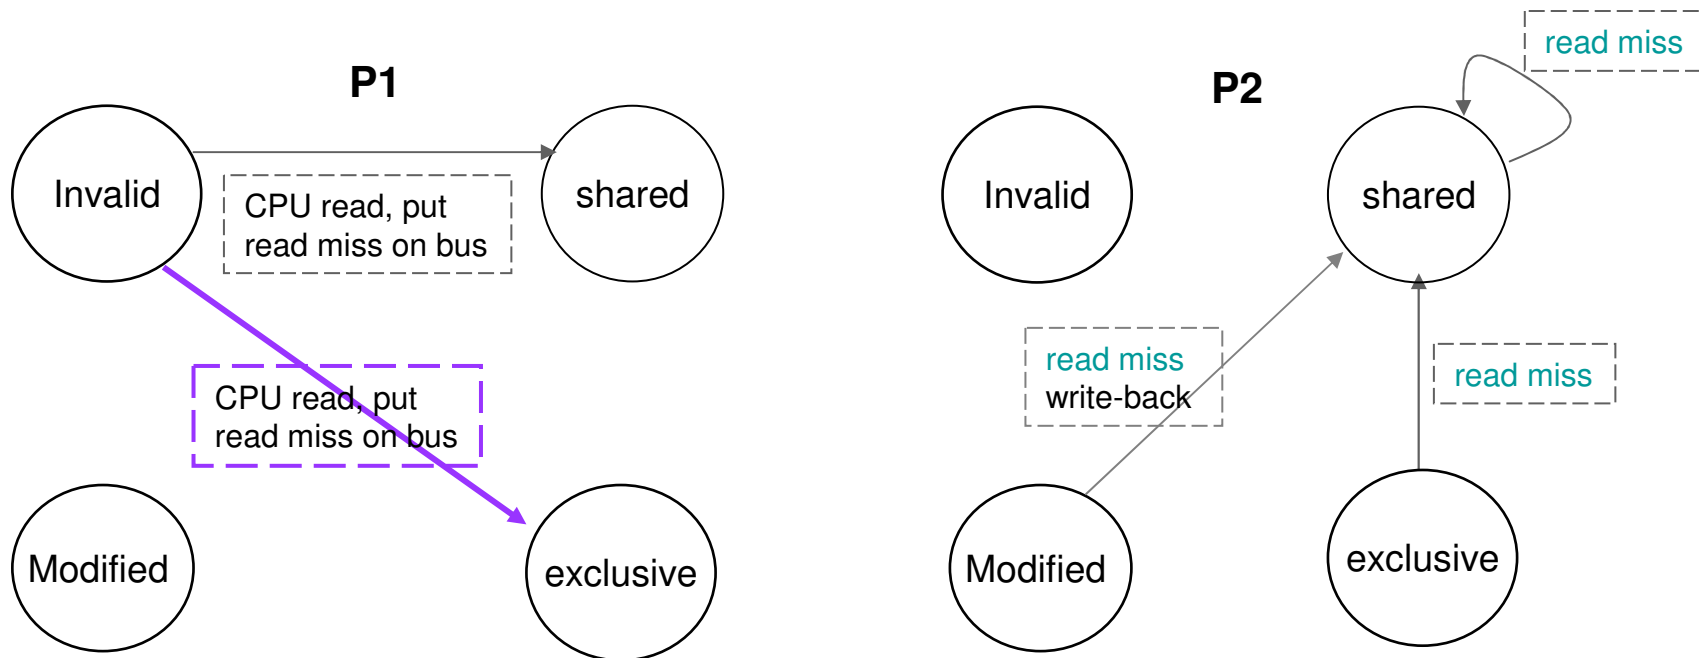 P1
Invalid
shared
CPU read, put
read miss on bus
CPU read, put
read miss on bus
Modified
exclusive
P2
read miss
Invalid
shared
read miss
write-back
read miss
Modified
exclusive